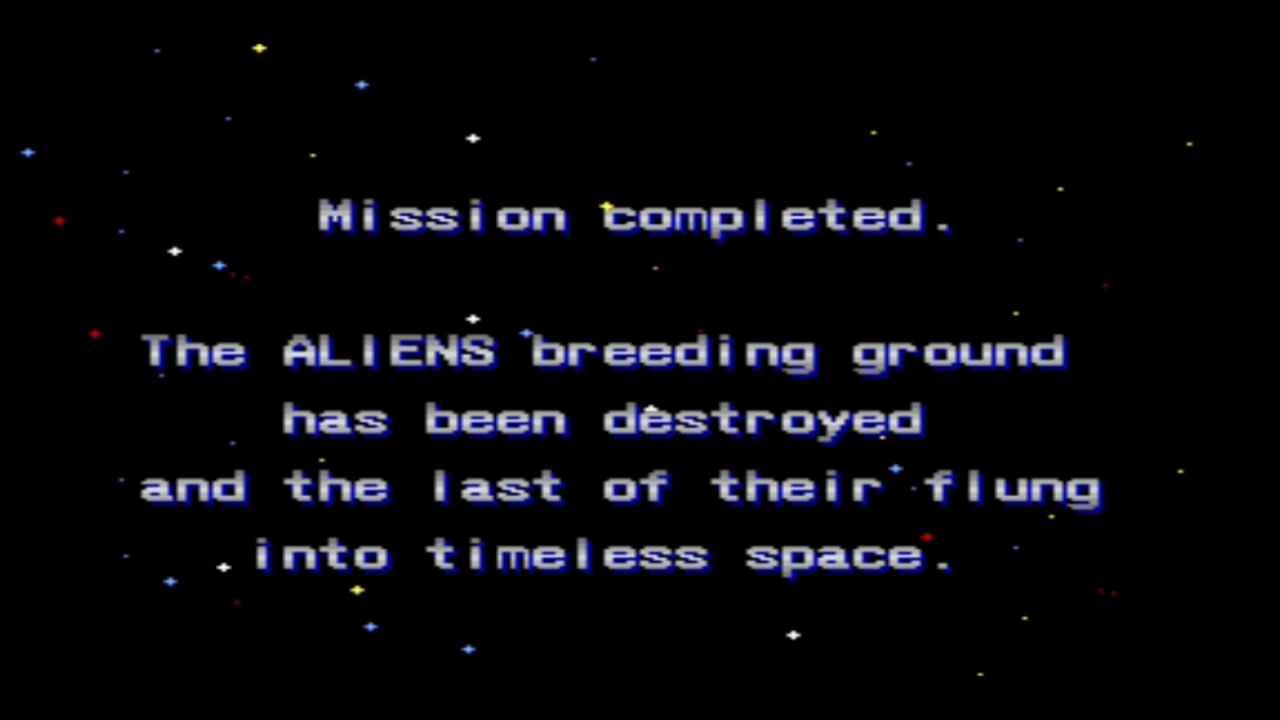 Mission completed.
The ALIENS breeding ground
has been destroyed
and the last of their flung
into timeless space.